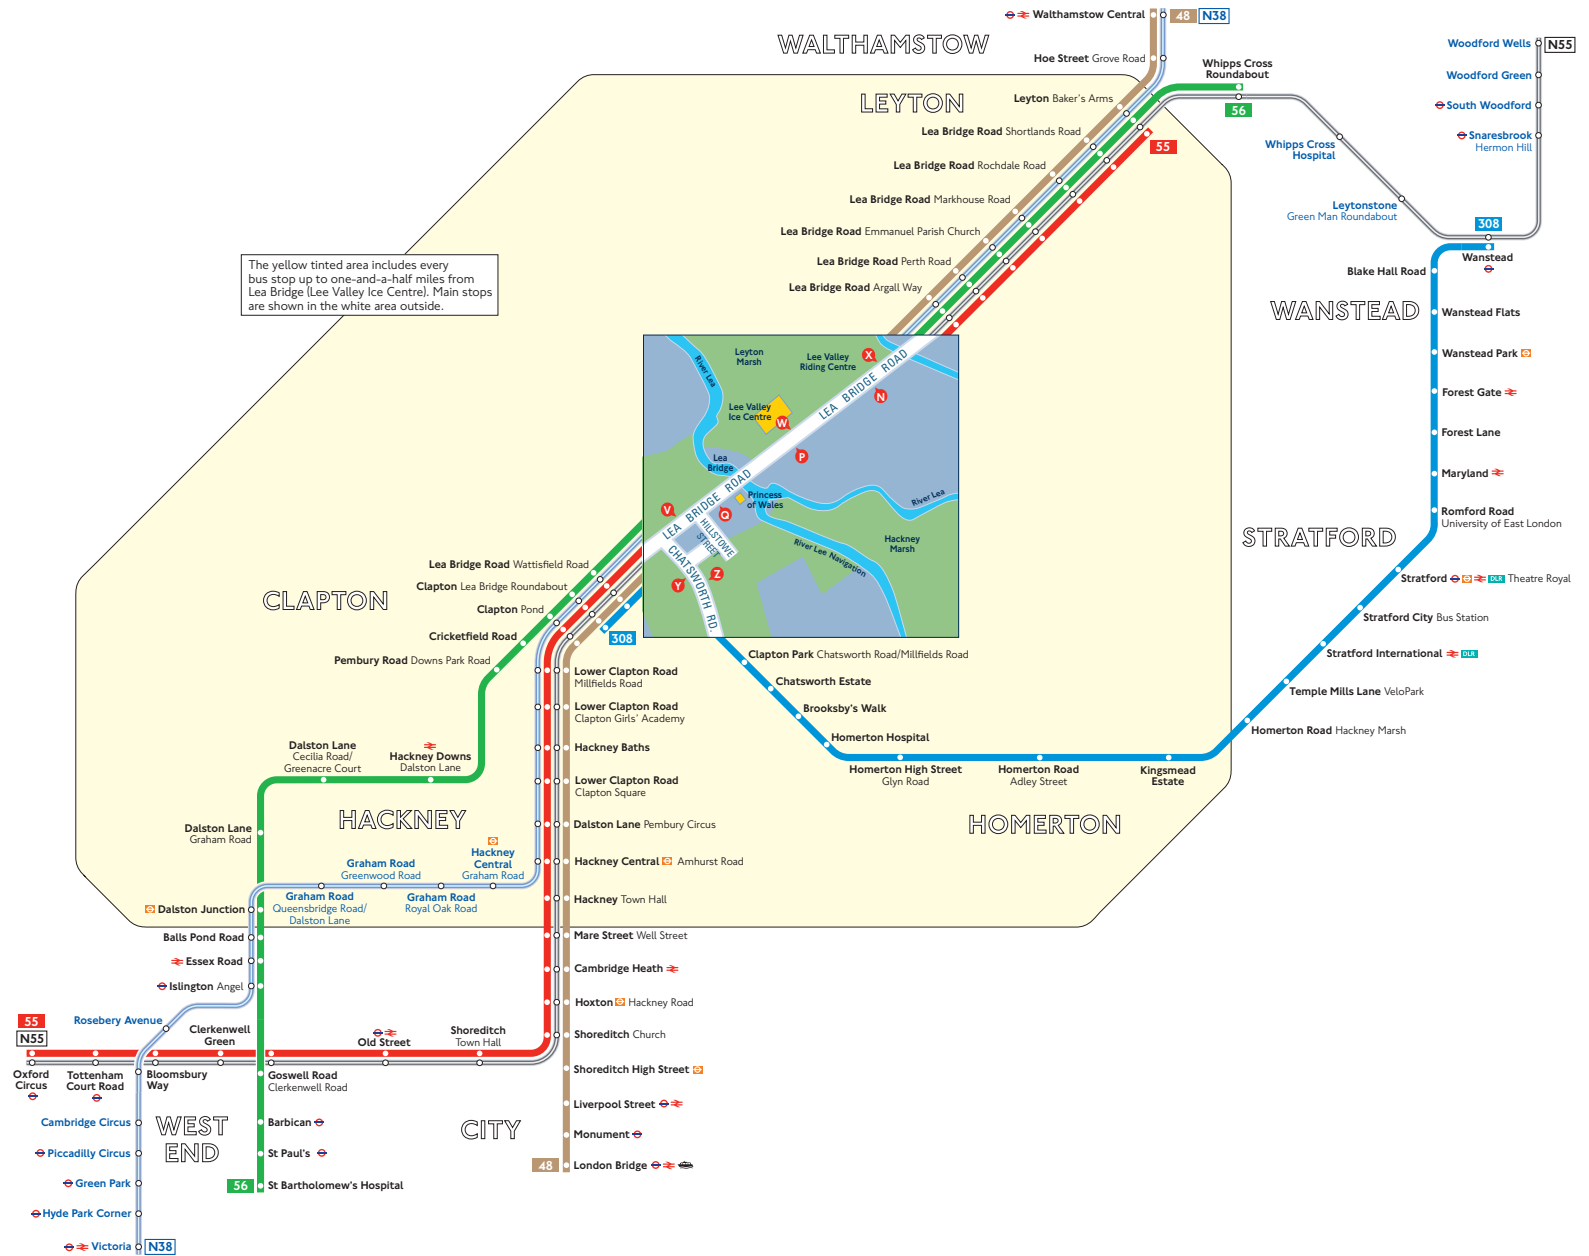 Walthamstow Central
48
N38
WALTHAMSTOW
Hoe Street Grove Road
Woodford Wells
N55
Woodford Green
South Woodford
Snaresbrook
Hermon Hill
Whipps Cross
Roundabout
56
LEYTON
Leyton Baker's Arms
Lea Bridge Road Shortlands Road
55
Lea Bridge Road Rochdale Road
Lea Bridge Road Markhouse Road
Lea Bridge Road Emmanuel Parish Church
Lea Bridge Road Perth Road
Lea Bridge Road Argall Way
Whipps Cross
Hospital
Leytonstone
Green Man Roundabout
308
Wanstead
Blake Hall Road
WANSTEAD
Wanstead Flats
Wanstead Park
Forest Gate
Forest Lane
Maryland
Romford Road
University of East London
STRATFORD
Stratford DLR Theatre Royal
Stratford City Bus Station
Stratford International DLR
Temple Mills Lane VeloPark
Homerton Road Hackney Marsh
The yellow tinted area includes every
bus stop up to one-and-a-half miles from
Lea Bridge (Lee Valley Ice Centre). Main stops
are shown in the white area outside.
River Lea
Leyton
Marsh
Lee Valley
Riding Centre
X
LEA BRIDGE ROAD
N
Lee Valley
Ice Centre
W
P
Lea
Bridge
LEA BRIDGE ROAD
Princess
of Wales
River Lea
V
Q
HILLSTOWE
STREET
River Lee Navigation
Hackney
Marsh
CHATSWORTH RD.
Y
Z
Lea Bridge Road Wattisfield Road
Clapton Lea Bridge Roundabout
CLAPTON
Clapton Pond
Cricketfield Road
Pembury Road Downs Park Road
308
Clapton Park Chatsworth Road/Millfields Road
Chatsworth Estate
Brooksby's Walk
Homerton Hospital
Homerton High Street
Glyn Road
Homerton Road
Adley Street
Kingsmead
Estate
HOMERTON
Lower Clapton Road
Millfields Road
Lower Clapton Road
Clapton Girls' Academy
Hackney Baths
Lower Clapton Road
Clapton Square
Dalston Lane Pembury Circus
Hackney Central Amhurst Road
Hackney Town Hall
Mare Street Well Street
Cambridge Heath
Hoxton Hackney Road
Shoreditch Church
Shoreditch High Street
Liverpool Street
Monument
London Bridge
48
CITY
Dalston Lane
Cecilia Road/
Greenacre Court
Hackney Downs
Dalston Lane
HACKNEY
Dalston Lane
Graham Road
Hackney
Central
Graham Road
Graham Road
Greenwood Road
Graham Road
Royal Oak Road
Graham Road
Queensbridge Road/
Dalston Lane
Dalston Junction
Balls Pond Road
Essex Road
Islington Angel
Rosebery Avenue
Clerkenwell
Green
Old Street
Shoreditch
Town Hall
55
N55
Oxford
Circus
Tottenham
Court Road
Bloomsbury
Way
Goswell Road
Clerkenwell Road
Cambridge Circus
WEST
END
Barbican
Piccadilly Circus
St Paul's
Green Park
56
St Bartholomew's Hospital
Hyde Park Corner
Victoria
N38